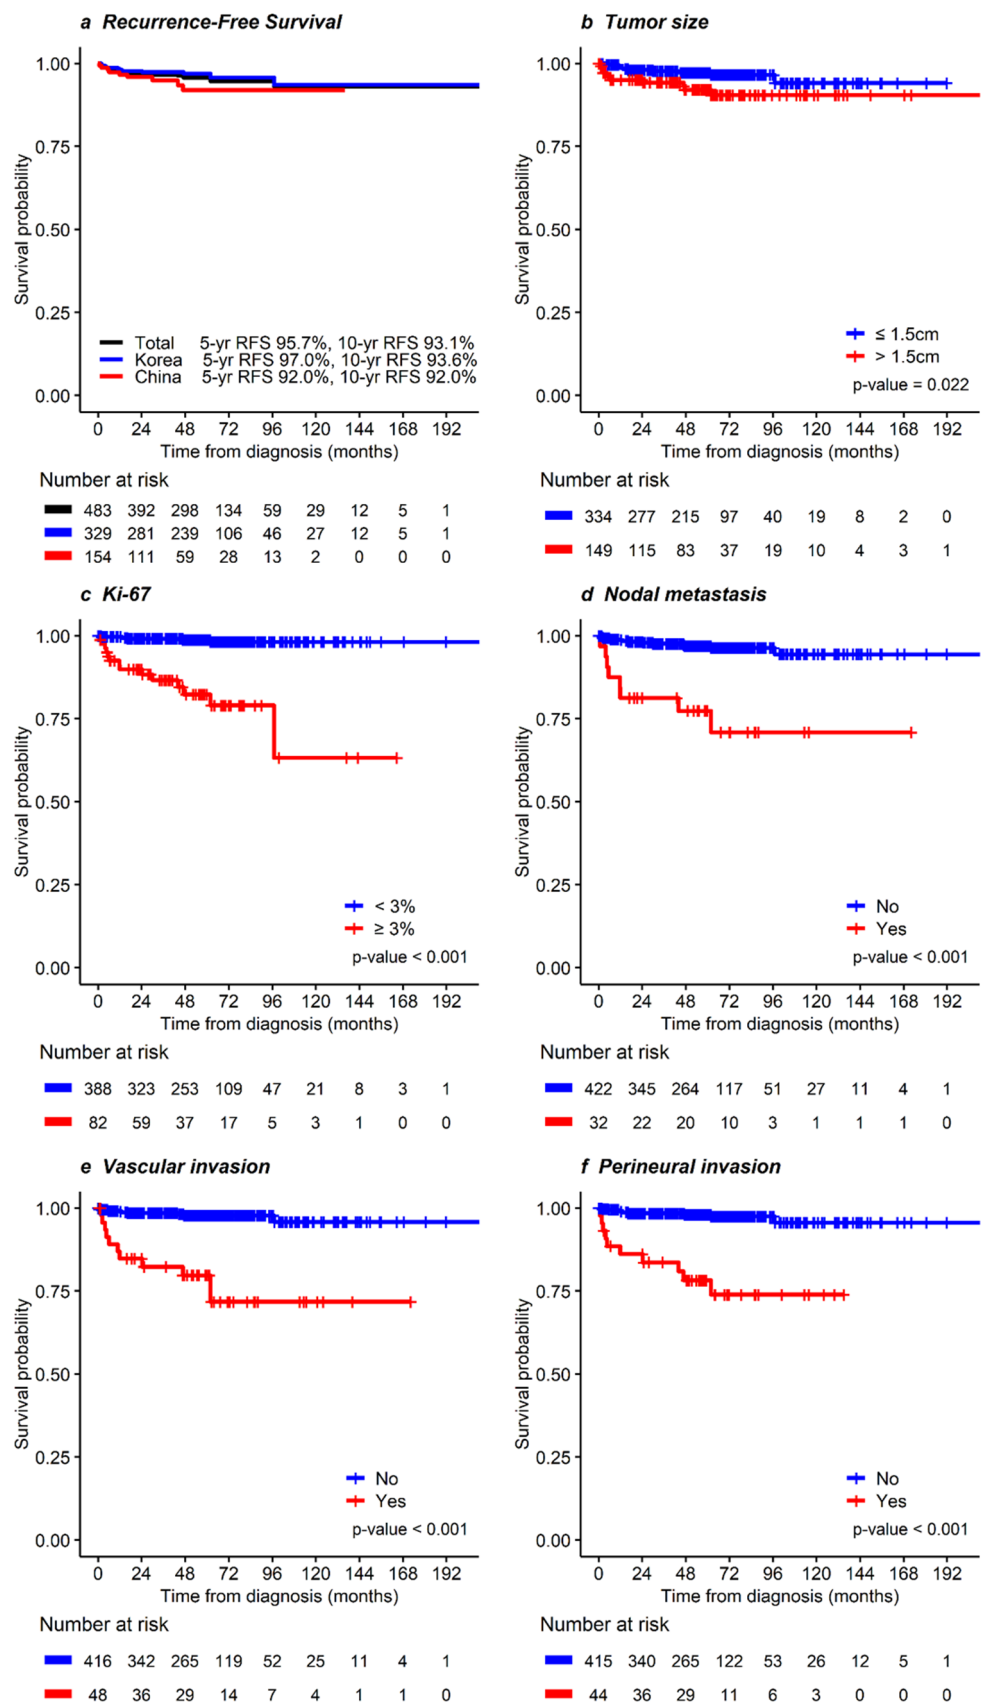 a Recurrence-Free Survival
Survival probability
1.00
0.75
0.50
0.25
0.00
Total 5-yr RFS 95.7%, 10-yr RFS 93.1%
Korea 5-yr RFS 97.0%, 10-yr RFS 93.6%
China 5-yr RFS 92.0%, 10-yr RFS 92.0%
0 24 48 72 96 120 144 168 192
Time from diagnosis (months)
Number at risk
483 392 298 134 59 29 12 5 1
329 281 239 106 46 27 12 5 1
154 111 59 28 13 2 0 0 0
b Tumor size
Survival probability
1.00
0.75
0.50
0.25
0.00
≤ 1.5cm
> 1.5cm
p-value = 0.022
0 24 48 72 96 120 144 168 192
Time from diagnosis (months)
Number at risk
334 277 215 97 40 19 8 2 0
149 115 83 37 19 10 4 3 1
c Ki-67
Survival probability
1.00
0.75
0.50
0.25
0.00
< 3%
≥ 3%
p-value < 0.001
0 24 48 72 96 120 144 168 192
Time from diagnosis (months)
Number at risk
388 323 253 109 47 21 8 3 1
82 59 37 17 5 3 1 0 0
d Nodal metastasis
Survival probability
1.00
0.75
0.50
0.25
0.00
No
Yes
p-value < 0.001
0 24 48 72 96 120 144 168 192
Time from diagnosis (months)
Number at risk
422 345 264 117 51 27 11 4 1
32 22 20 10 3 1 1 1 0
e Vascular invasion
Survival probability
1.00
0.75
0.50
0.25
0.00
No
Yes
p-value < 0.001
0 24 48 72 96 120 144 168 192
Time from diagnosis (months)
Number at risk
416 342 265 119 52 25 11 4 1
48 36 29 14 7 4 1 1 0
f Perineural invasion
Survival probability
1.00
0.75
0.50
0.25
0.00
No
Yes
p-value < 0.001
0 24 48 72 96 120 144 168 192
Time from diagnosis (months)
Number at risk
415 340 265 122 53 26 12 5 1
44 36 29 11 6 3 0 0 0